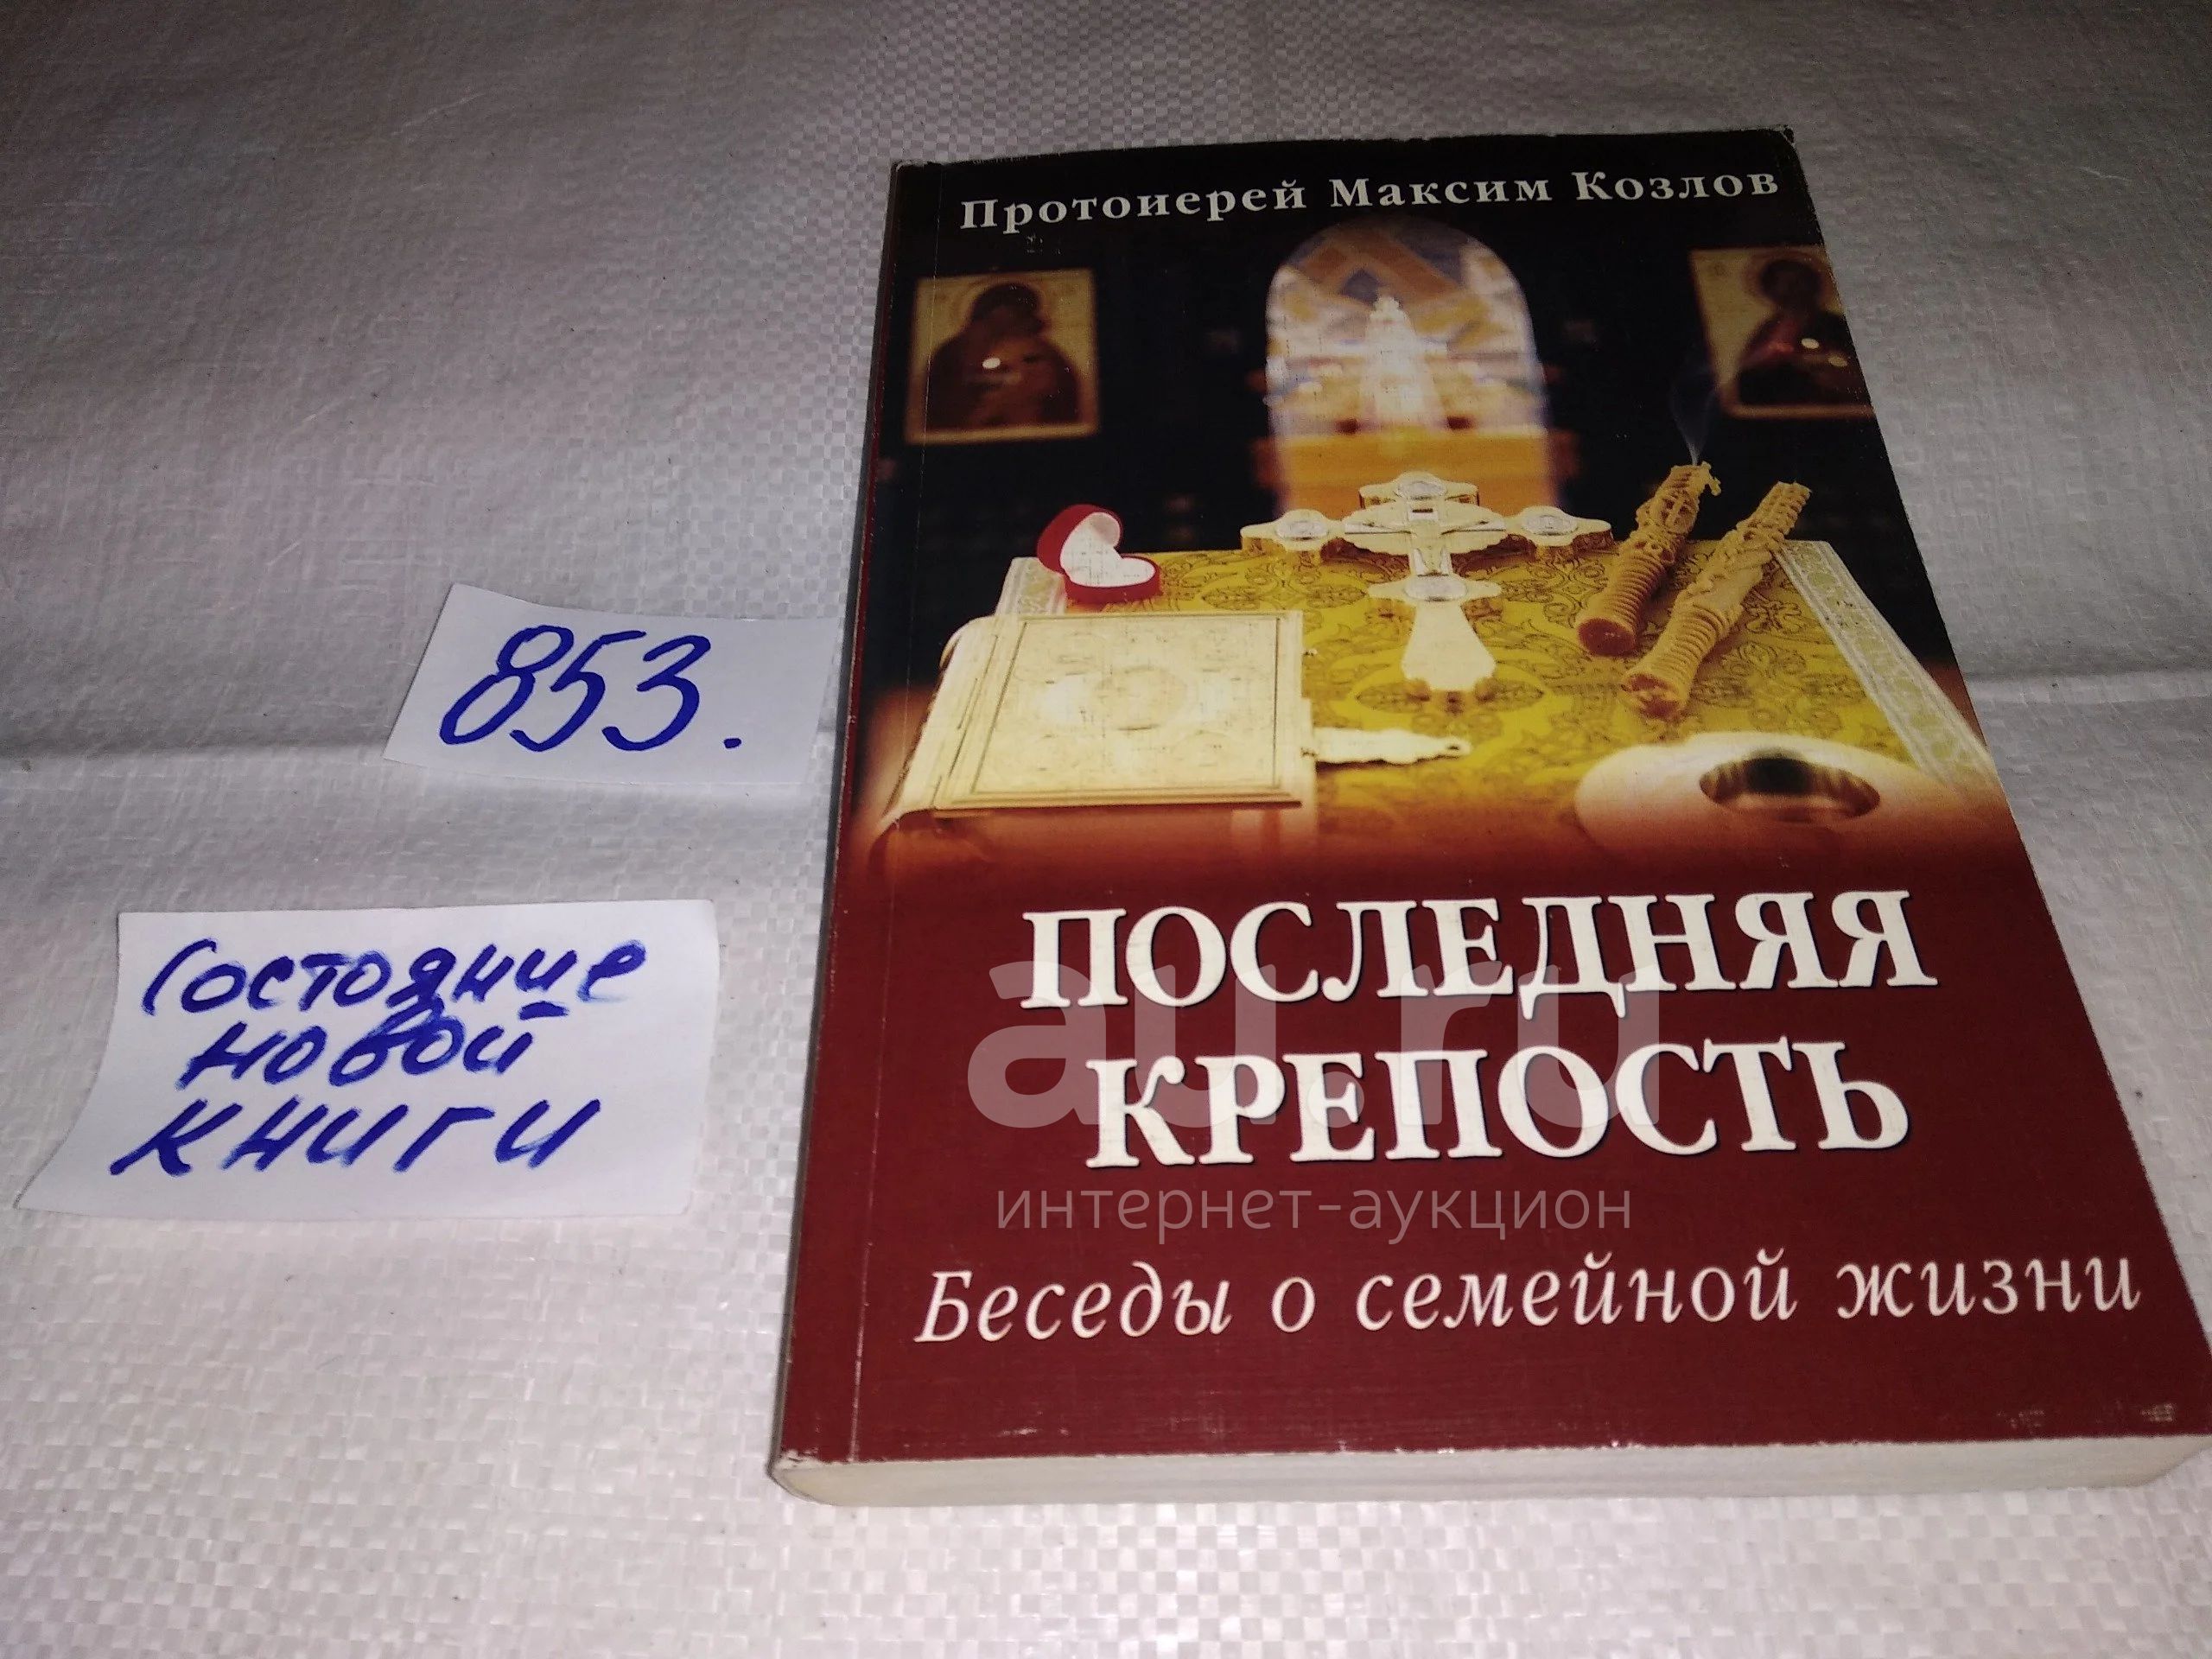 Протоиерей Максим Козлов
853.
Состояние
новой
книги
ПОСЛЕДНЯЯ
КРЕПОСТЬ
au.ru
интернет-аукцион
Беседы о семейной жизни